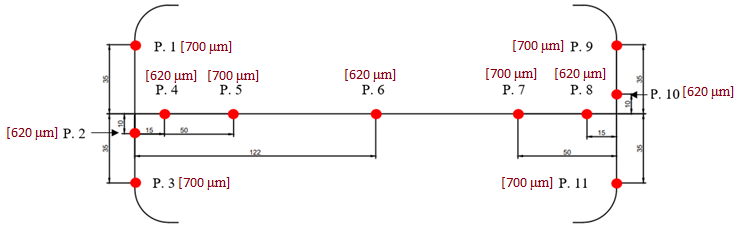 P. 1 [700 µm]
[700 µm] P. 9
35
35
[620 µm]
[700 µm]
[620 µm]
[700 µm]
[620 µm]
P. 4
P. 5
P. 6
P. 7
P. 8
P. 10 [620 µm]
10
10
[620 µm] P. 2
15
50
15
35
35
122
50
P. 3 [700 µm]
[700 µm] P. 11